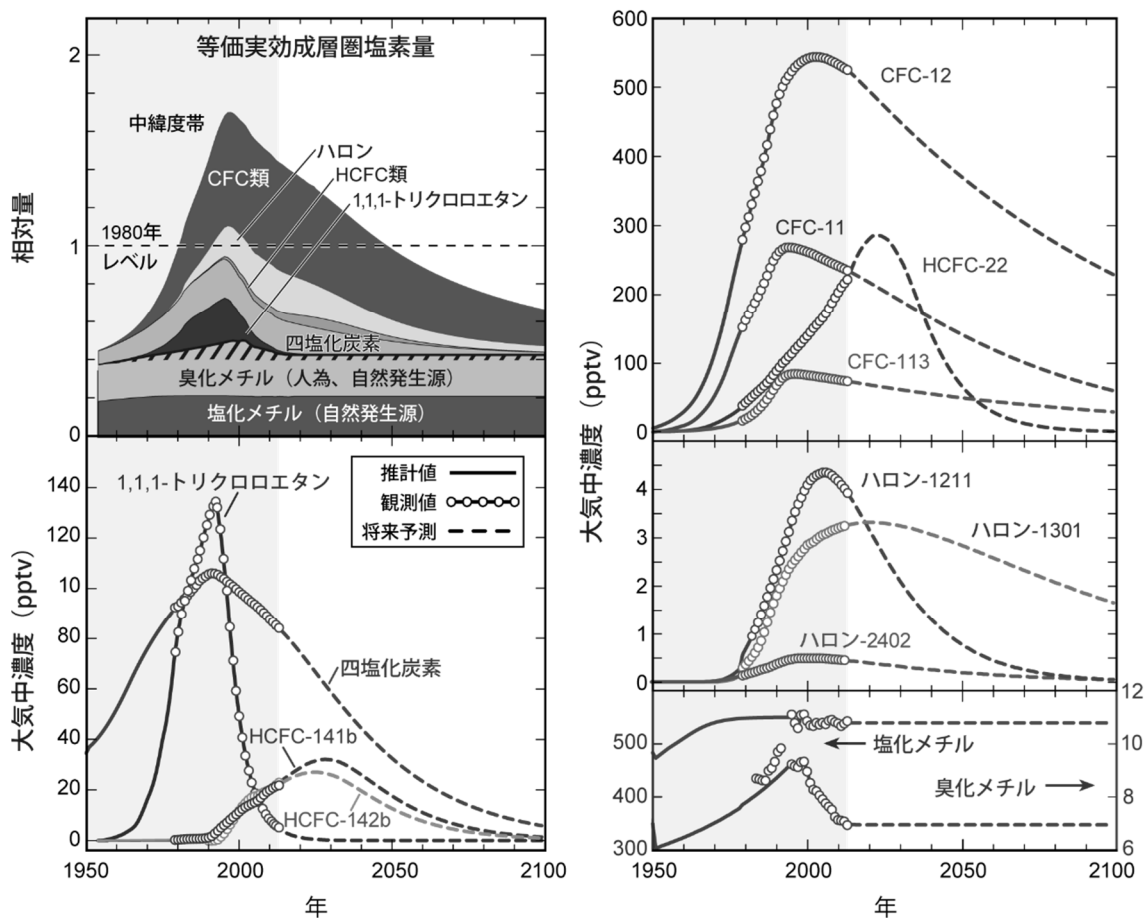 等価実効成層圏塩素量
2
中緯度帯
ハロン
HCFC類
CFC類
1,1,1-トリクロロエタン
1980年
レベル
1
相対量
四塩化炭素
臭化メチル（人為、自然発生源）
塩化メチル（自然発生源）
0
1,1,1-トリクロロエタン
推計値
観測値
将来予測
140
120
10
80
60
40
20
0
大気中濃度（pptv）
四塩化炭素
HCFC-141b
HCFC-142b
1950
2000
2050
2100
年
600
500
400
300
200
100
0
CFC-12
CFC-11
HCFC-22
CFC-113
大気中濃度（pptv）
4
3
2
1
0
ハロン-1211
ハロン-1301
ハロン-2402
500
400
300
12
10
8
6
塩化メチル
臭化メチル
1950
2000
2050
2100
年